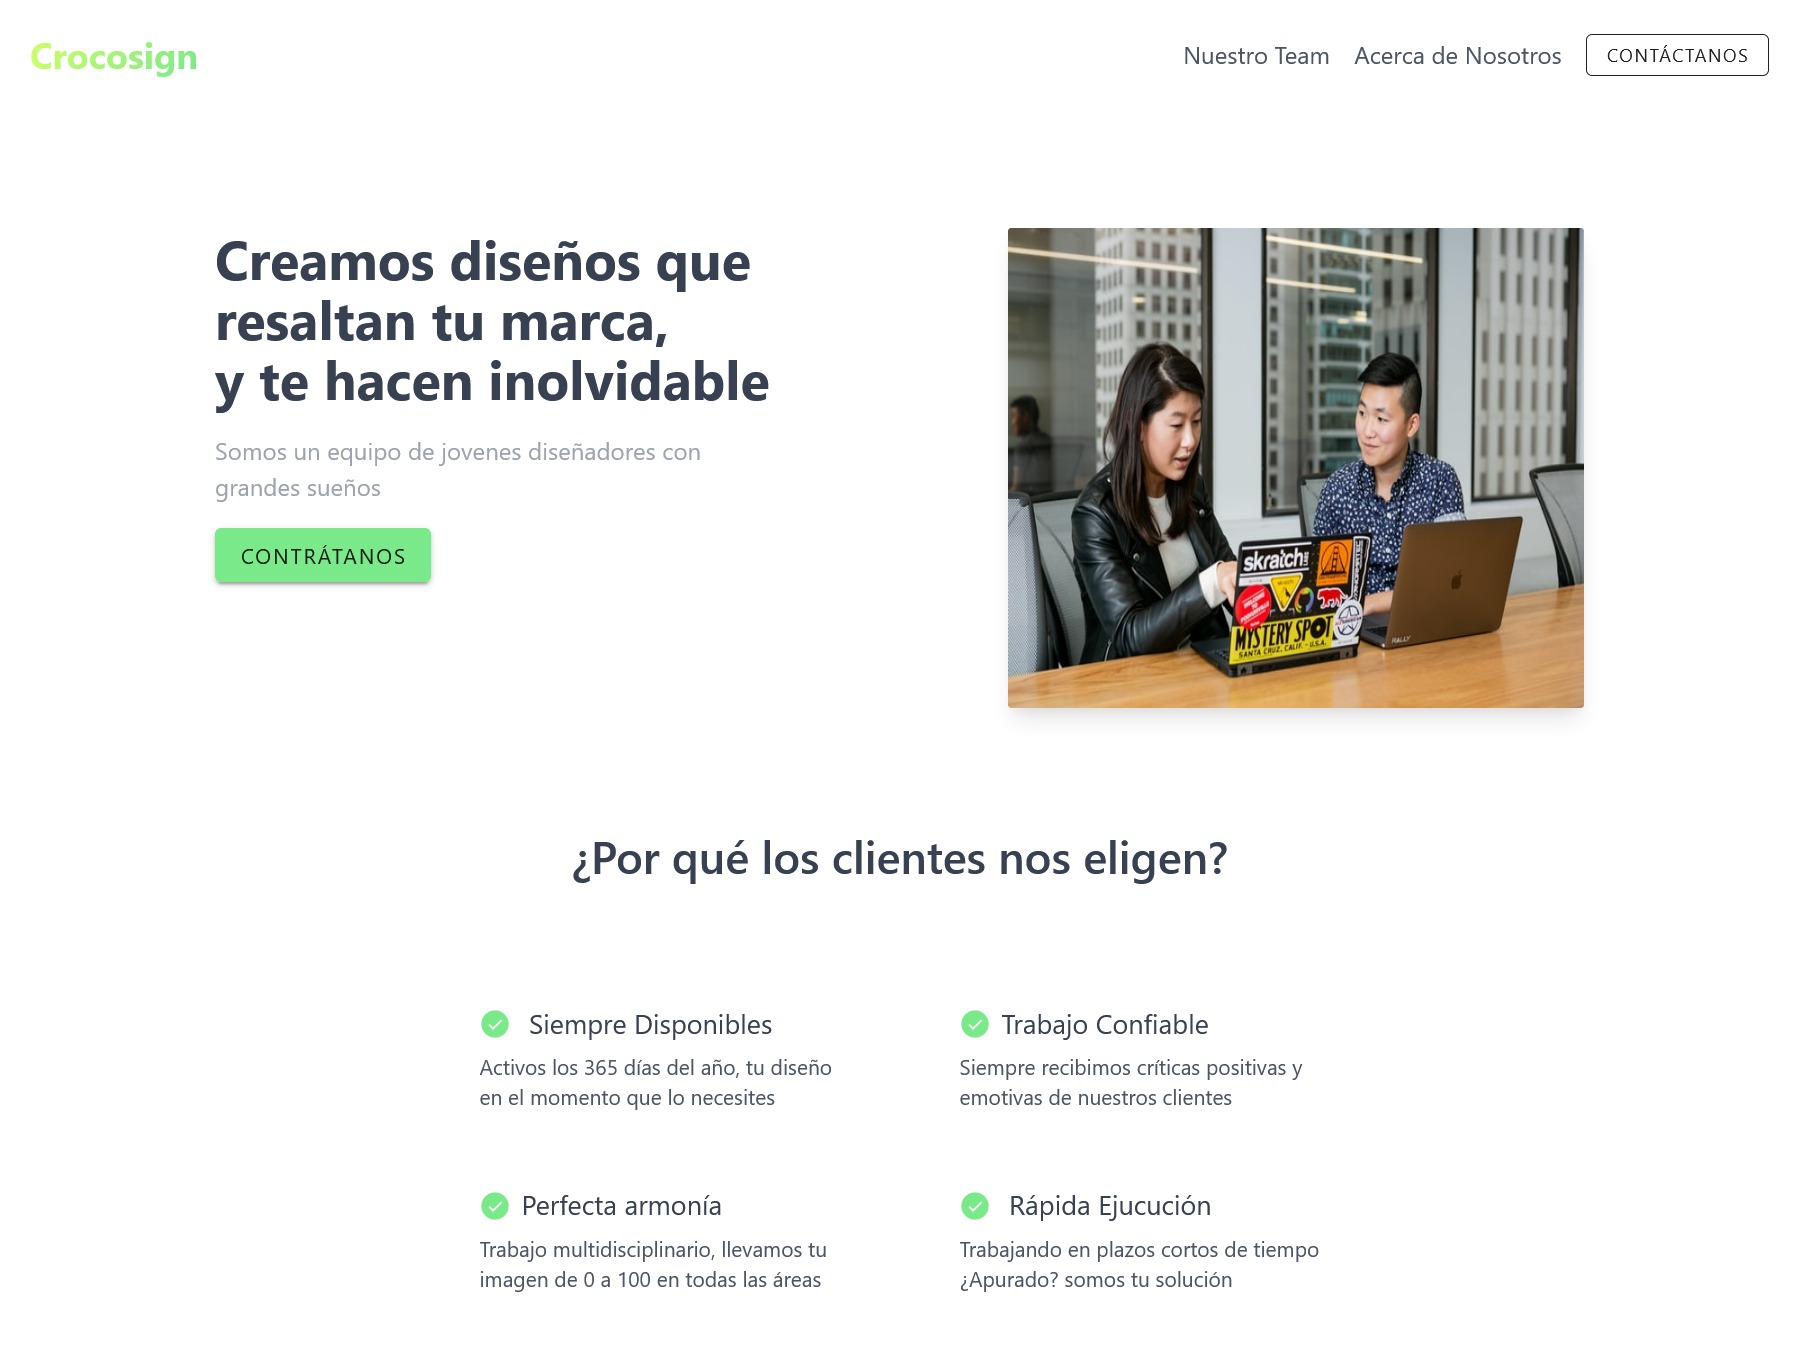 Crocosign
Nuestro Team
Acerca de Nosotros
CONTÁCTANOS
Creamos diseños que
resaltan tu marca,
y te hacen inolvidable
Somos un equipo de jovenes diseñadores con
grandes sueños
CONTRÁTANOS
skratch
LABS
MYSTERY SPOT
SANTA CRUZ, CALIF. - U.S.A.
RALLY
¿Por qué los clientes nos eligen?
Siempre Disponibles
Activos los 365 días del año, tu diseño
en el momento que lo necesites
Trabajo Confiable
Siempre recibimos críticas positivas y
emotivas de nuestros clientes
Perfecta armonía
Trabajo multidisciplinario, llevamos tu
imagen de 0 a 100 en todas las áreas
Rápida Ejucución
Trabajando en plazos cortos de tiempo
¿Apurado? somos tu solución